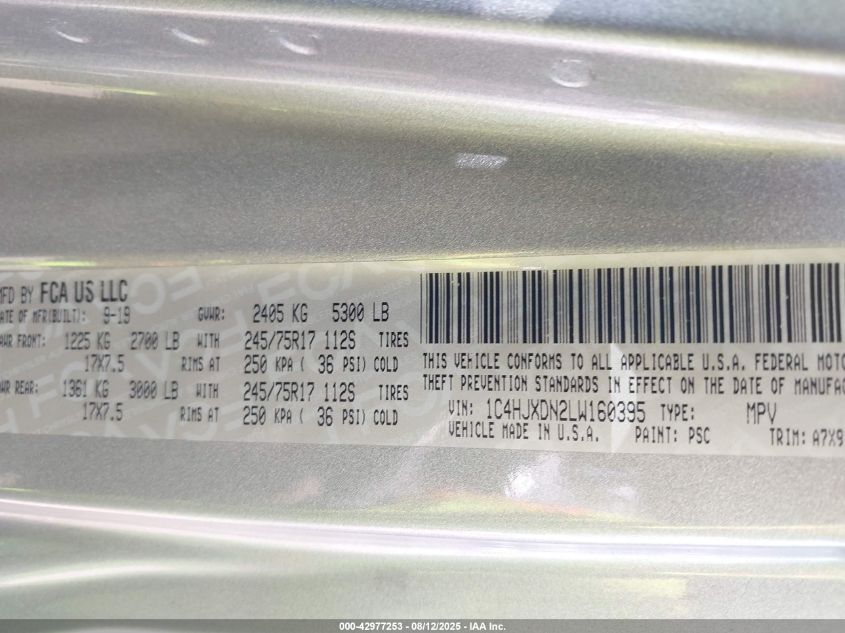 MFD BY FCA US LLC
DATE OF MFR(BUILT): 9-19 GVWR: 2405 KG 5300 LB
GAWR FRONT: 1225 KG 2700 LB WITH 245/75R17 112S TIRES
17X7.5 RIMS AT 250 KPA ( 36 PSI) COLD
GAWR REAR: 1361 KG 3000 LB WITH 245/75R17 112S TIRES
17X7.5 RIMS AT 250 KPA ( 36 PSI) COLD
THIS VEHICLE CONFORMS TO ALL APPLICABLE U.S.A. FEDERAL MOTO
THEFT PREVENTION STANDARDS IN EFFECT ON THE DATE OF MANUFAC
VIN: 1C4HJXDN2LW160395 TYPE: MPV
VEHICLE MADE IN U.S.A. PAINT: PSC TRIM: A7X9
000-42977253 - 08/12/2025 - IAA Inc.